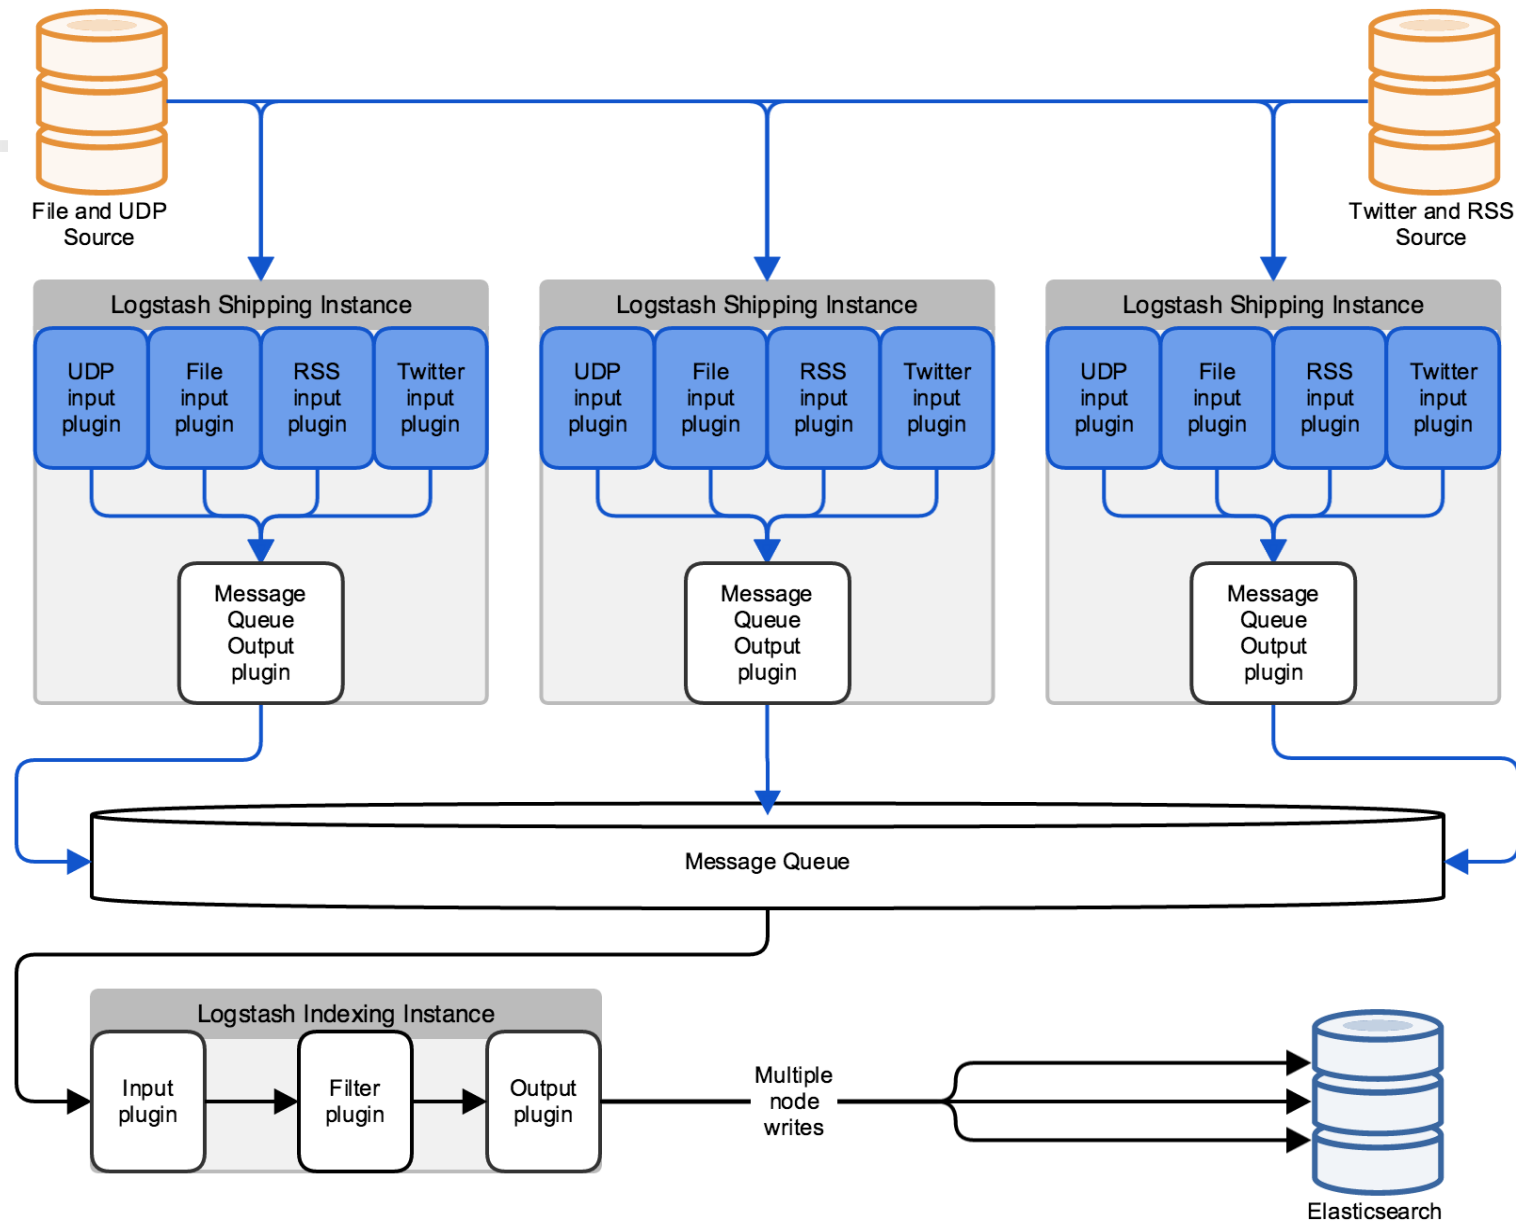 File and UDP
Source
Twitter and RSS
Source
Logstash Shipping Instance
UDP
input
plugin
File
input
plugin
RSS
input
plugin
Twitter
input
plugin
Message
Queue
Output
plugin
Logstash Shipping Instance
UDP
input
plugin
File
input
plugin
RSS
input
plugin
Twitter
input
plugin
Message
Queue
Output
plugin
Logstash Shipping Instance
UDP
input
plugin
File
input
plugin
RSS
input
plugin
Twitter
input
plugin
Message
Queue
Output
plugin
Message Queue
Logstash Indexing Instance
Input
plugin
Filter
plugin
Output
plugin
Multiple
node
writes
Elasticsearch